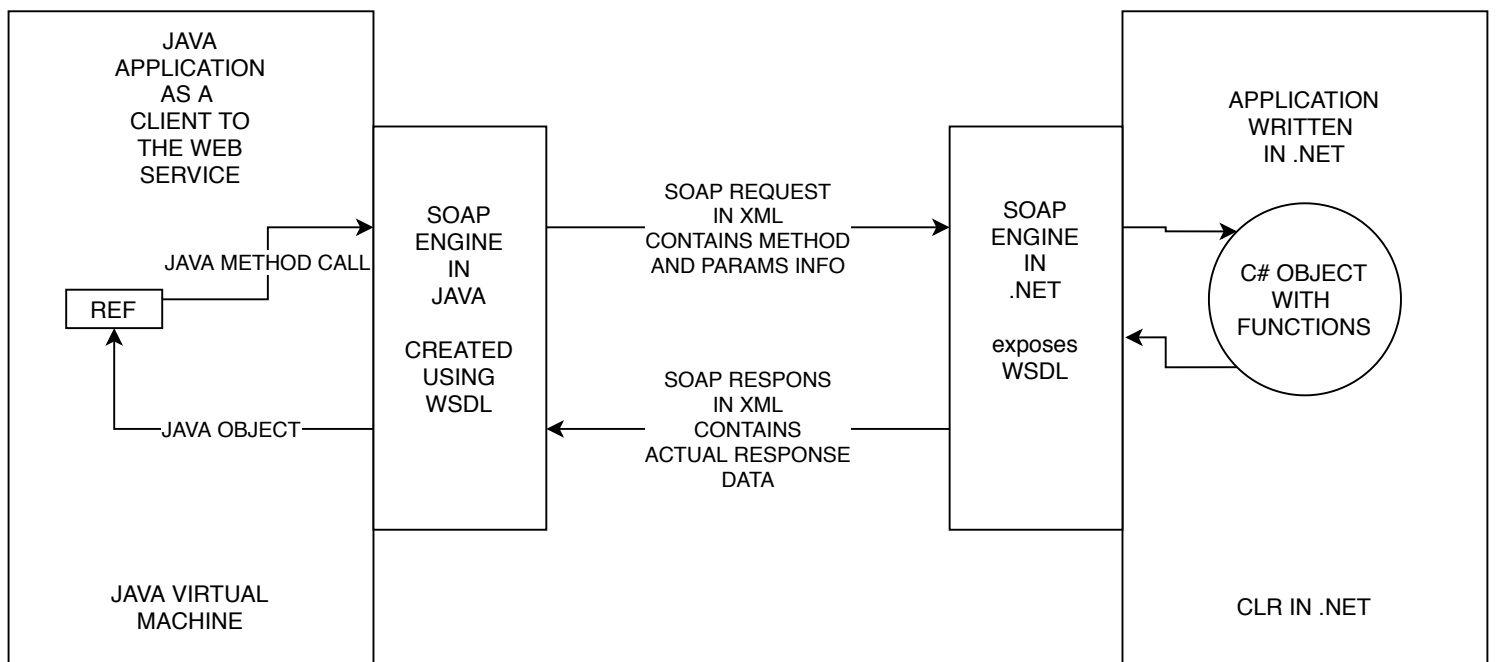 JAVA
APPLICATION
AS A
CLIENT TO
THE WEB
SERVICE
JAVA METHOD CALL
REF
JAVA OBJECT
JAVA VIRTUAL
MACHINE
SOAP
ENGINE
IN
JAVA
CREATED
USING
WSDL
SOAP REQUEST
IN XML
CONTAINS METHOD
AND PARAMS INFO
SOAP RESPONS
IN XML
CONTAINS
ACTUAL RESPONSE
DATA
SOAP
ENGINE
IN
.NET
exposes
WSDL
APPLICATION
WRITTEN
IN .NET
C# OBJECT
WITH
FUNCTIONS
CLR IN .NET